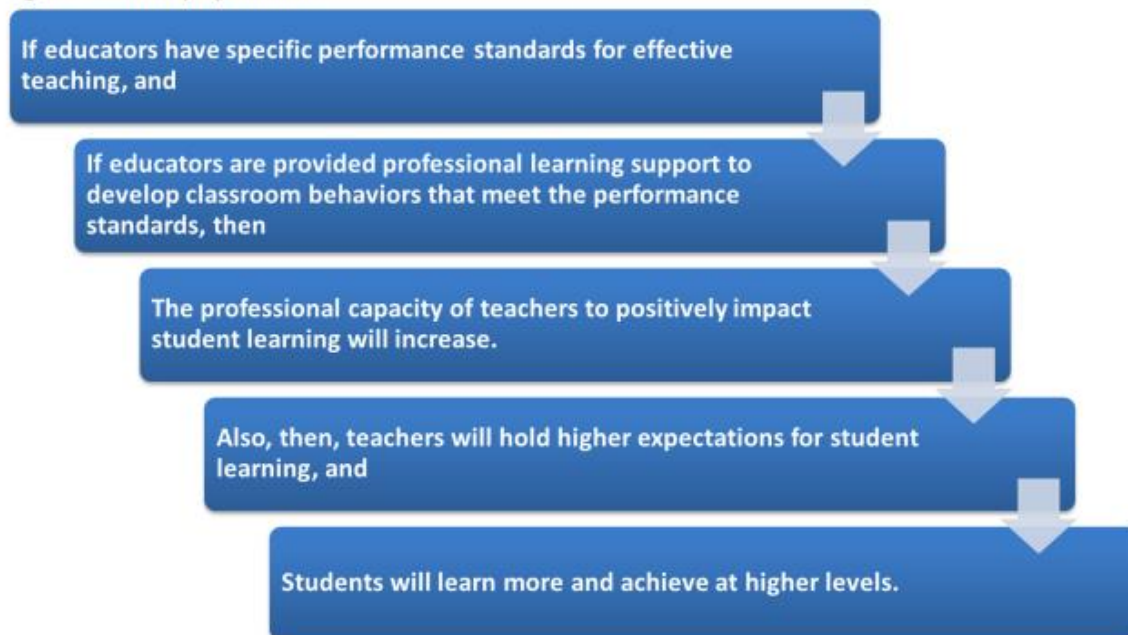 If educators have specific performance standards for effective
teaching, and
If educators are provided professional learning support to
develop classroom behaviors that meet the performance
standards, then
The professional capacity of teachers to positively impact
student learning will increase.
Also, then, teachers will hold higher expectations for student
learning, and
Students will learn more and achieve at higher levels.